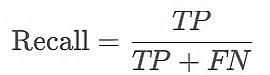 Recall = TP / TP + FN